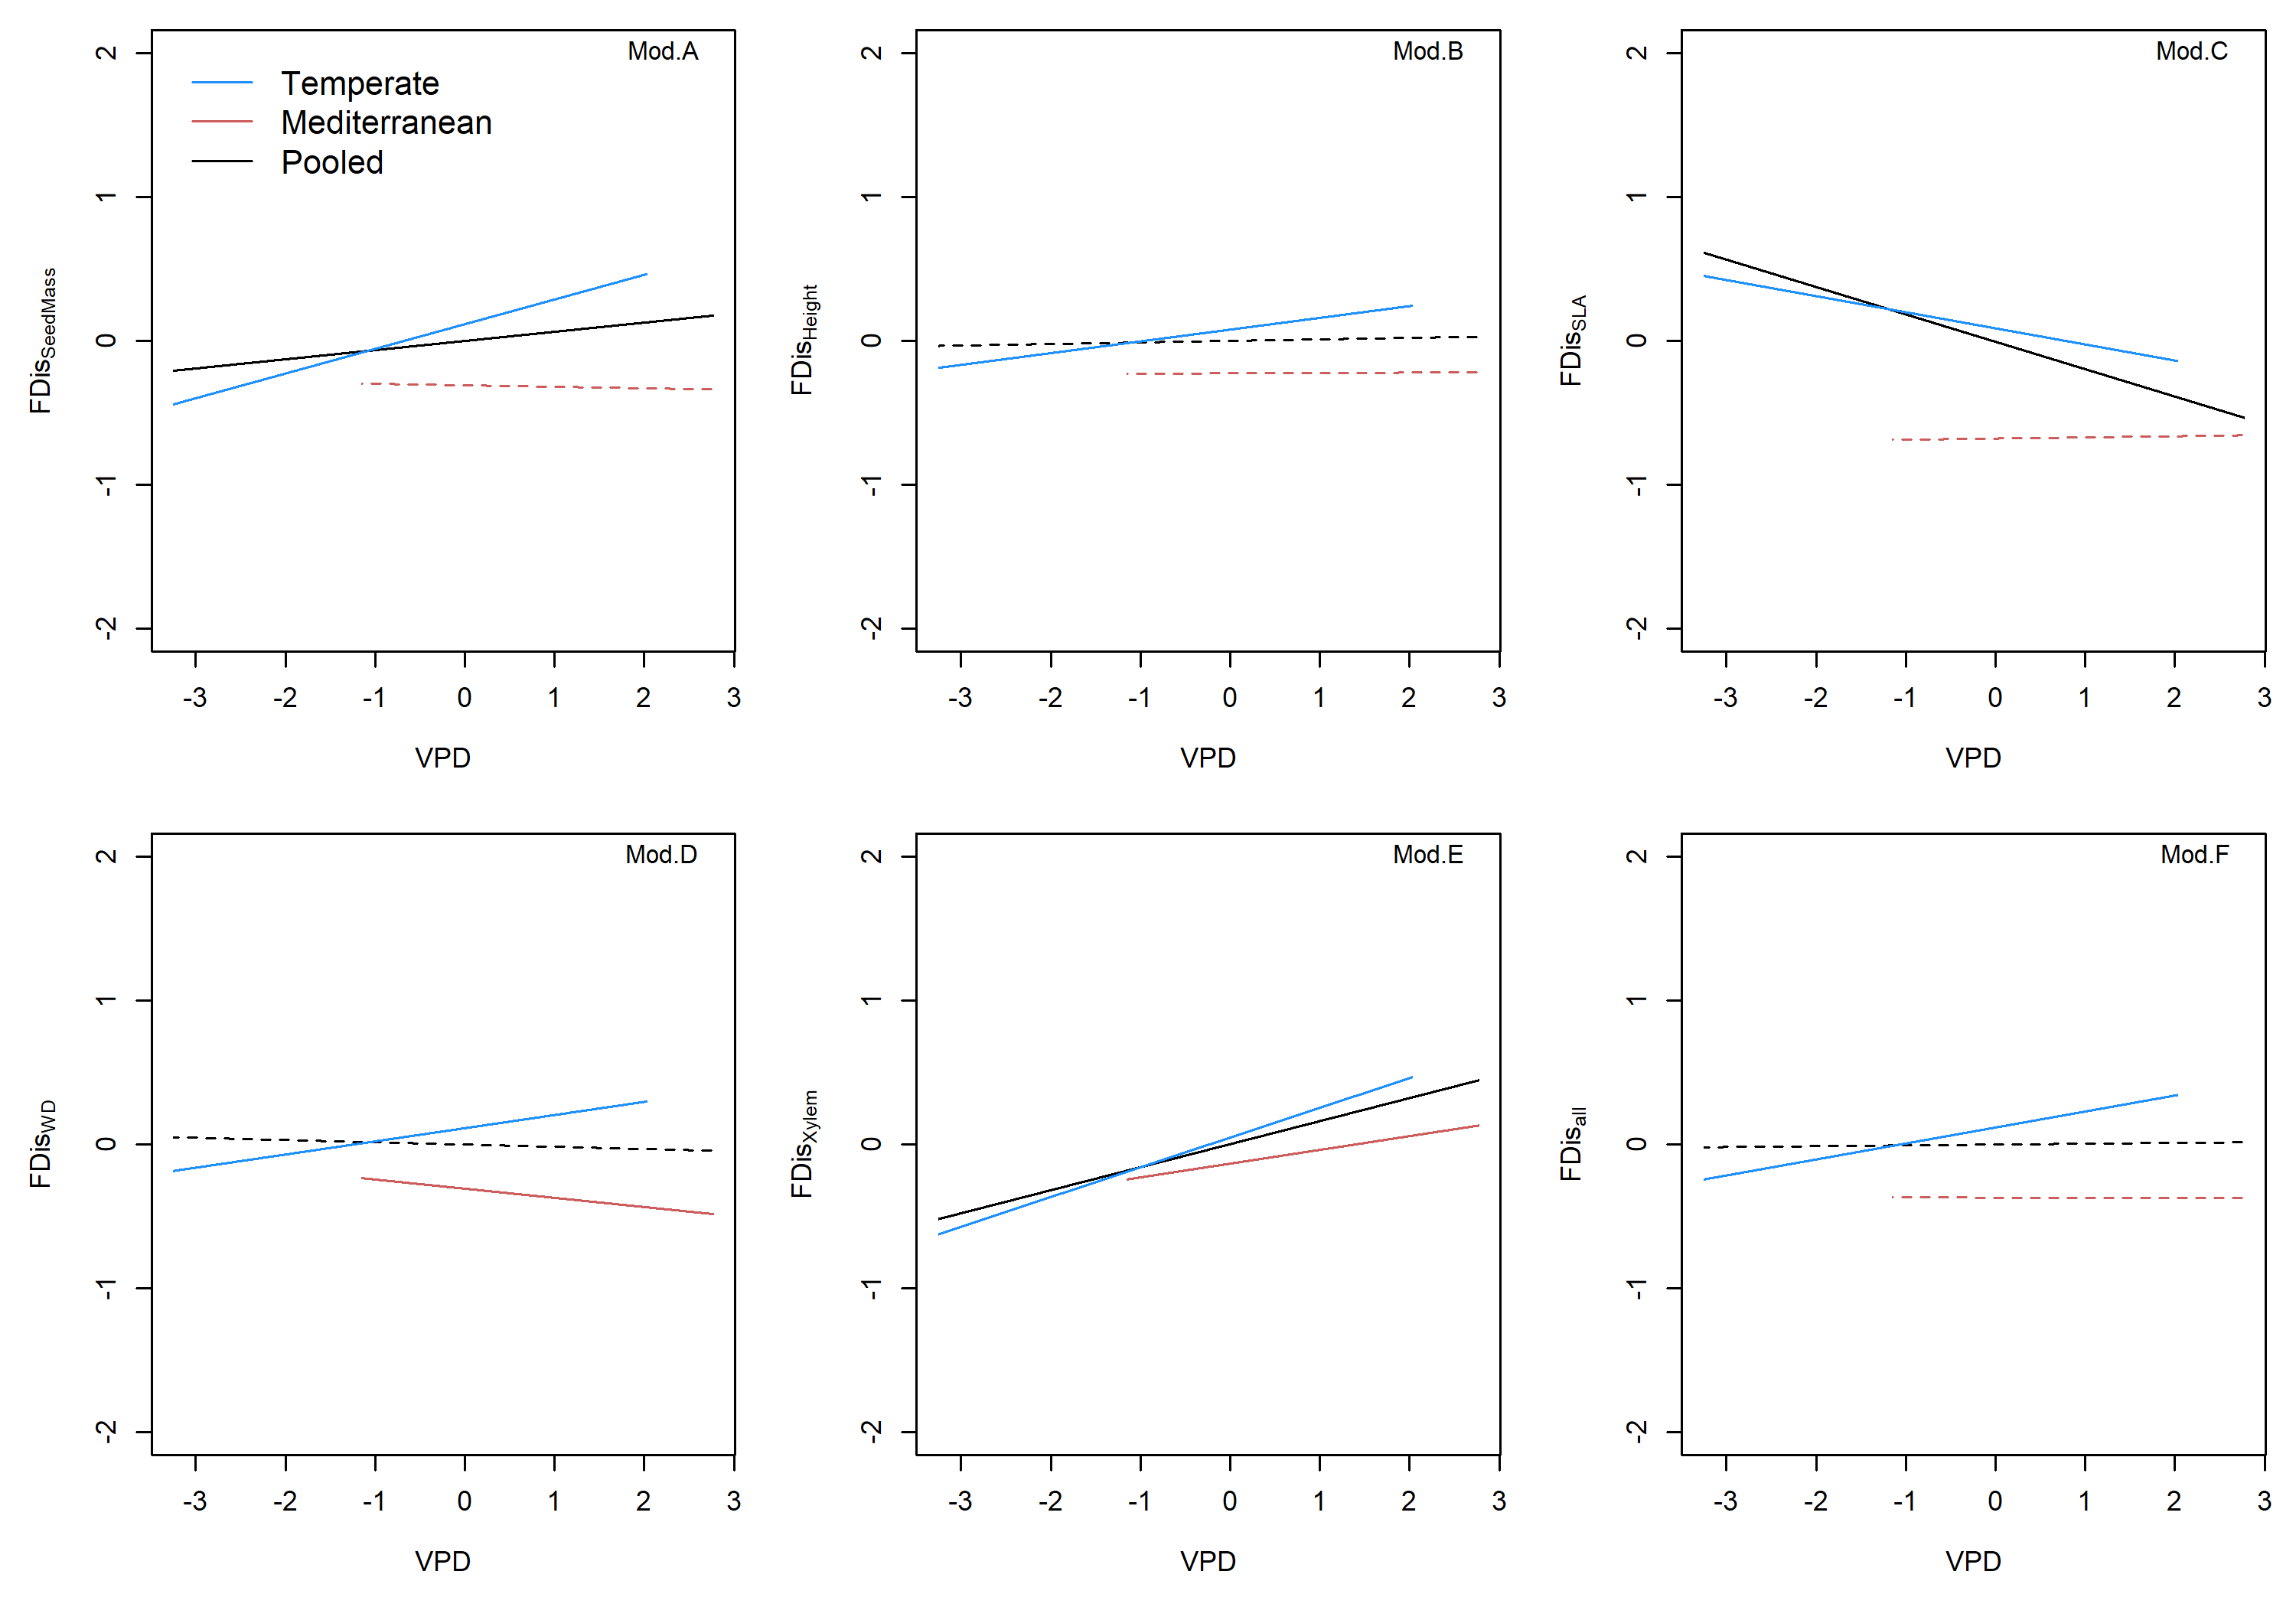 Mod.A
Temperate
Mediterranean
Pooled
2
1
0
-1
-2
FDisSeedMass
-3 -2 -1 0 1 2 3
VPD
Mod.B
2
1
0
-1
-2
FDisHeight
-3 -2 -1 0 1 2 3
VPD
Mod.C
2
1
0
-1
-2
FDisSLA
-3 -2 -1 0 1 2 3
VPD
Mod.D
2
1
0
-1
-2
FDisWD
-3 -2 -1 0 1 2 3
VPD
Mod.E
2
1
0
-1
-2
FDisXylem
-3 -2 -1 0 1 2 3
VPD
Mod.F
2
1
0
-1
-2
FDisall
-3 -2 -1 0 1 2 3
VPD